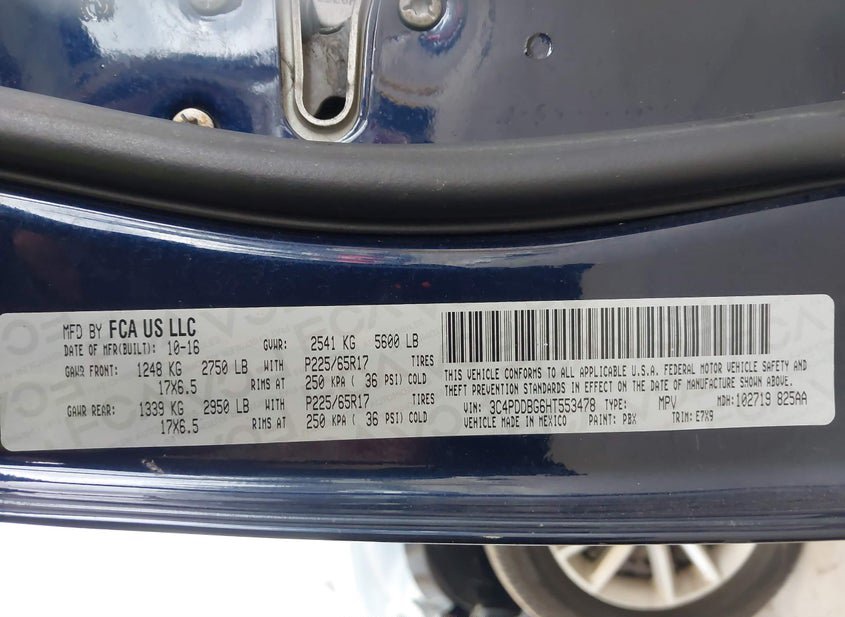 MFD BY FCA US LLC
DATE OF MFR(BUILT): 10-16 GVWR: 2541 KG 5600 LB
GAWR FRONT: 1248 KG 2750 LB WITH P225/65R17 TIRES
17X6.5 RIMS AT 250 KPA ( 36 PSI) COLD
GAWR REAR: 1339 KG 2950 LB WITH P225/65R17 TIRES
17X6.5 RIMS AT 250 KPA ( 36 PSI) COLD
THIS VEHICLE CONFORMS TO ALL APPLICABLE U.S.A. FEDERAL MOTOR VEHICLE SAFETY AND
THEFT PREVENTION STANDARDS IN EFFECT ON THE DATE OF MANUFACTURE SHOWN ABOVE.
VIN: 3C4PDDBG6HT553478 TYPE: MPV MDH: 102719 825AA
VEHICLE MADE IN MEXICO PAINT: PBX TRIM: E7X9